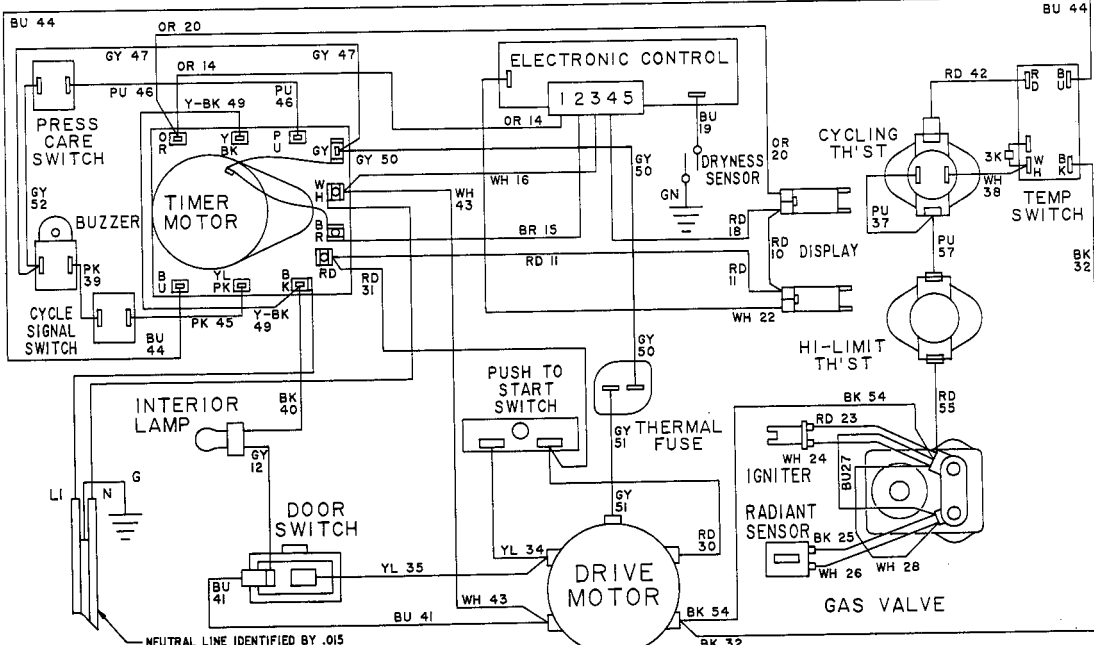 BU 44
OR 20
BU 44
GY 47
GY 47
OR 14
ELECTRONIC CONTROL
RD 42
R
D
B
U
PU 46
PU
46
1 2 3 4 5
Y-BK 49
OR 14
BU
19
PRESS
CARE
SWITCH
O
R
Y
BK
P
U
GY
CYCLING
TH'ST
3K
W
H
B
K
GY 50
GY
50
DRYNESS
SENSOR
OR
20
WH 16
WH
38
TEMP
SWITCH
GY
52
BUZZER
TIMER
MOTOR
W
H
WH
43
GN
PU
37
B
R
BR 15
RD
18
RD
10
DISPLAY
PU
57
BK
32
RD
RD 11
RD
11
PK
39
B
U
YL
PK
B
K
RD
31
CYCLE
SIGNAL
SWITCH
PK 45
Y-BK
49
WH 22
BU
44
GY
50
HI-LIMIT
TH'ST
PUSH TO
START
SWITCH
INTERIOR
LAMP
BK
40
BK 54
RD
55
GY
51
THERMAL
FUSE
RD 23
GY
12
WH 24
IGNITER
BU27
LI
N
G
DOOR
SWITCH
GY
51
RADIANT
SENSOR
RD
30
BK 25
YL 34
YL 35
DRIVE
MOTOR
WH 26
WH 28
BU
41
WH 43
BU 41
BK 54
GAS VALVE
NEUTRAL LINE IDENTIFIED BY .015
BK 32